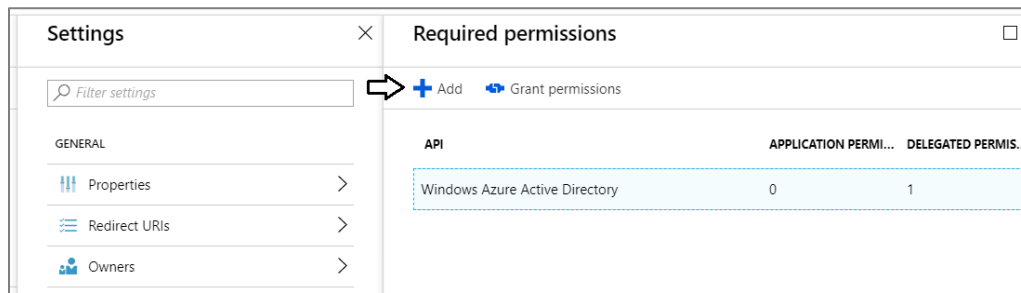 Settings
Required permissions
Filter settings
Add
Grant permissions
GENERAL
API
APPLICATION PERMI...
DELEGATED PERMIS...
Properties
Windows Azure Active Directory
0
1
Redirect URIs
Owners